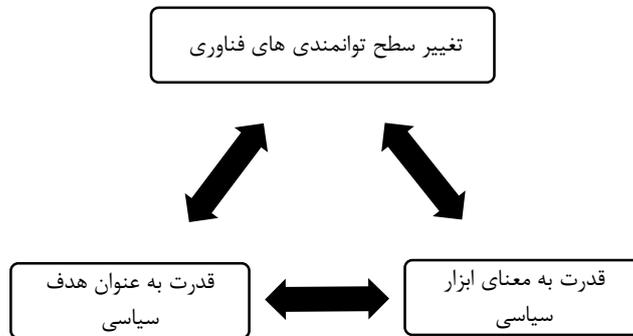 تغییر سطح توانمندی های فناوری
قدرت به معنای ابزار
سیاسی
قدرت به عنوان هدف
سیاسی